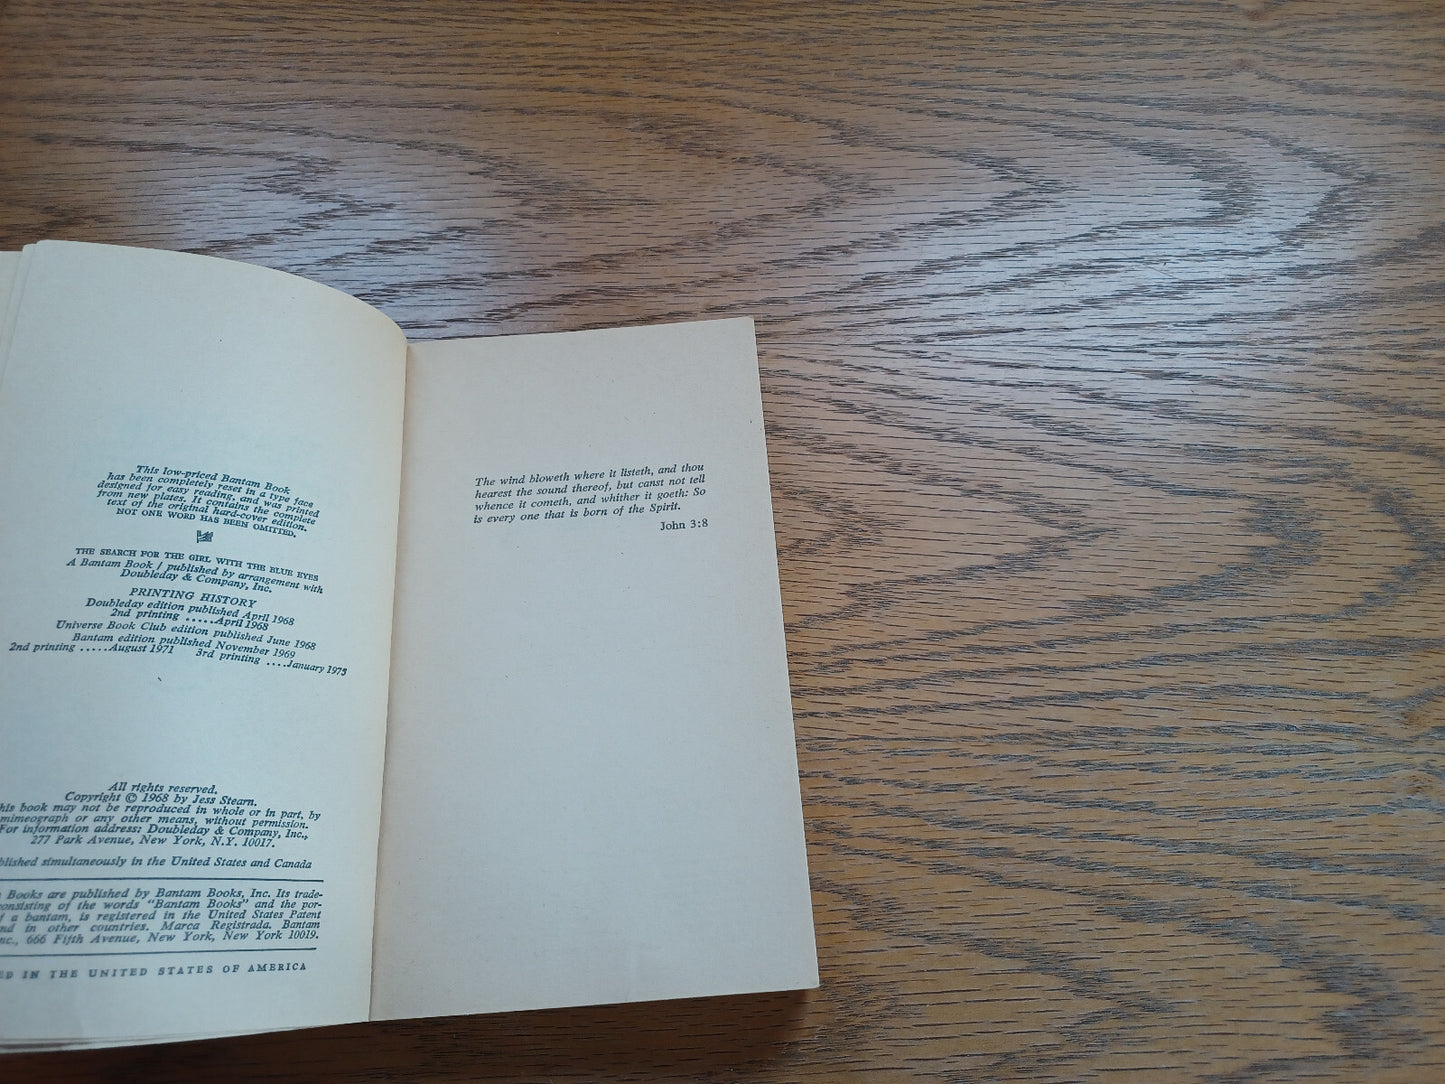 This low-priced Bantam Book
has been completely reset in a type face
designed for easy reading, and was printed
from new plates. It contains the complete
text of the original hard-cover edition.
NOT ONE WORD HAS BEEN OMITTED.
THE SEARCH FOR THE GIRL WITH THE BLUE EYES
A Bantam Book / published by arrangement with
Doubleday & Company, Inc.
PRINTING HISTORY
Doubleday edition published April 1968
2nd printing .....April 1968
Universe Book Club edition published June 1968
Bantam edition published November 1969
2nd printing .....August 1971 3rd printing ....January 1973
All rights reserved.
Copyright © 1968 by Jess Stearn.
his book may not be reproduced in whole or in part, by
mimeograph or any other means, without permission.
For information address: Doubleday & Company, Inc.,
277 Park Avenue, New York, N.Y. 10017.
blished simultaneously in the United States and Canada
Books are published by Bantam Books, Inc. Its trade-
onsisting of the words "Bantam Books" and the por-
f a bantam, is registered in the United States Patent
nd in other countries. Marca Registrada. Bantam
nc., 666 Fifth Avenue, New York, New York 10019.
ED IN THE UNITED STATES OF AMERICA
The wind bloweth where it listeth, and thou
hearest the sound thereof, but canst not tell
whence it cometh, and whither it goeth: So
is every one that is born of the Spirit.
John 3:8